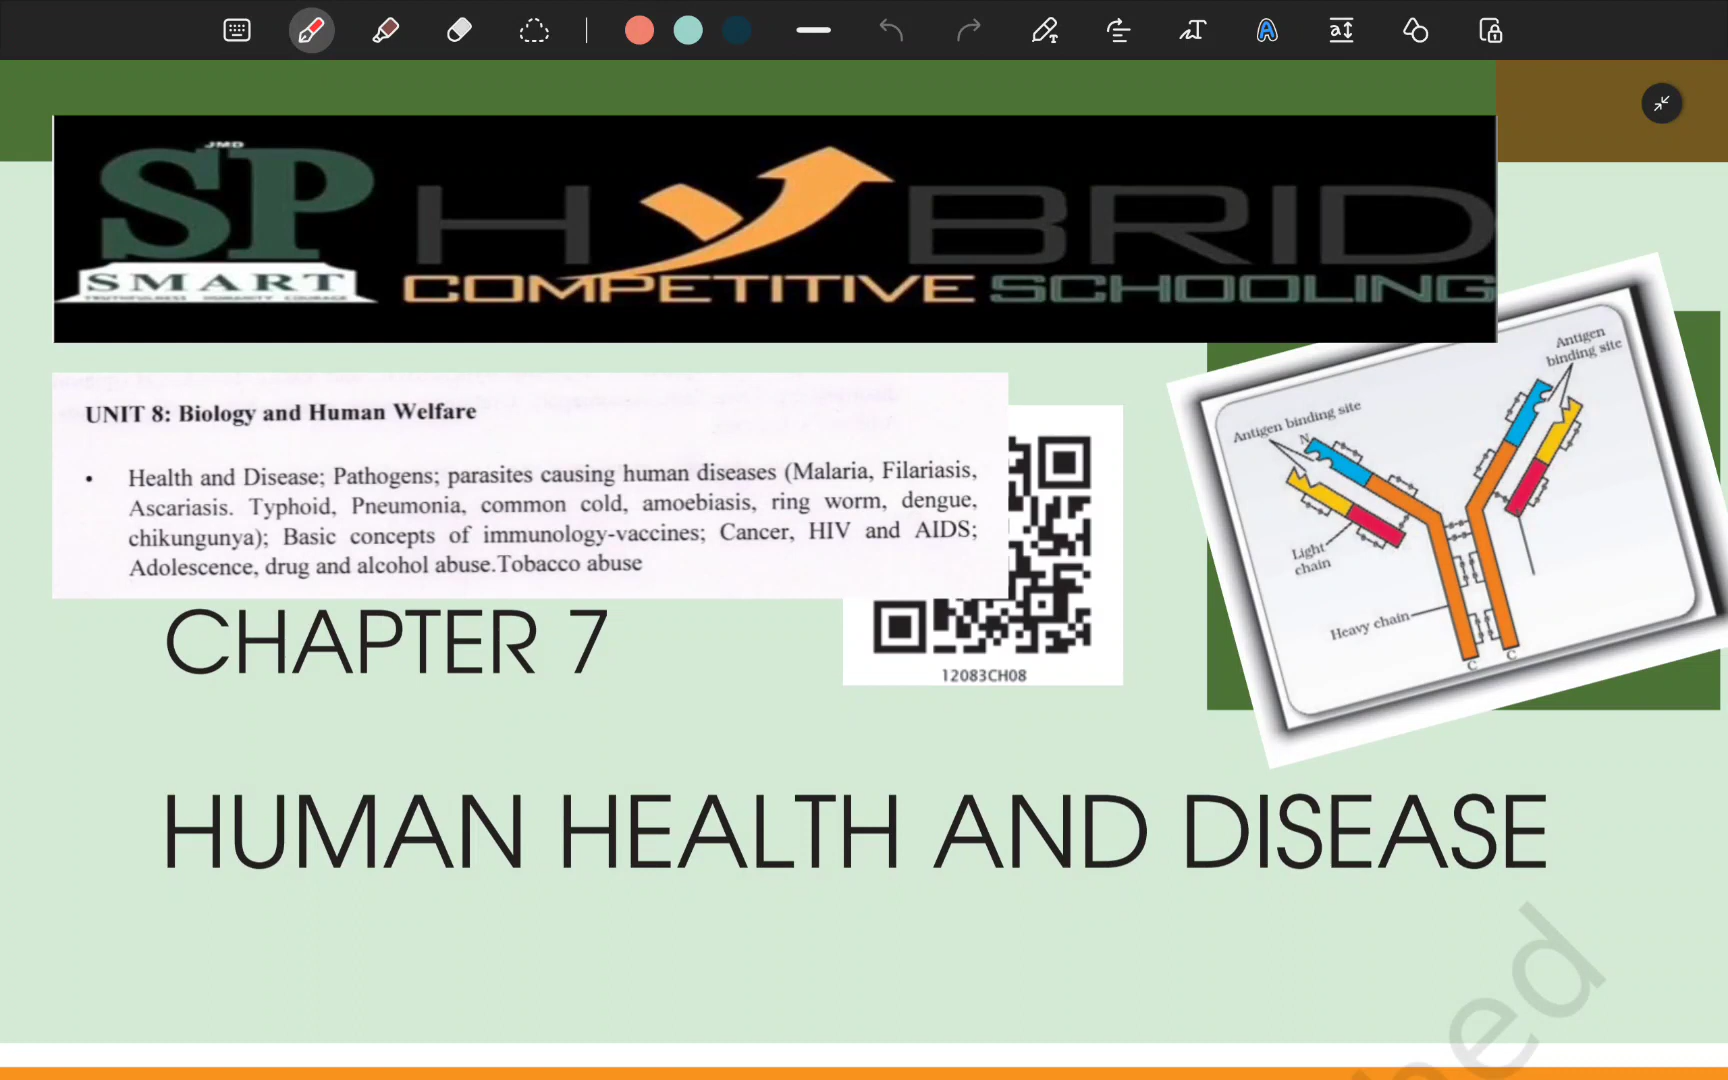 JMD
SP
SMART
HYBRID
COMPETITIVE SCHOOLING
UNIT 8: Biology and Human Welfare
• Health and Disease; Pathogens; parasites causing human diseases (Malaria, Filariasis,
Ascariasis. Typhoid, Pneumonia, common cold, amoebiasis, ring worm, dengue,
chikungunya); Basic concepts of immunology-vaccines; Cancer, HIV and AIDS;
Adolescence, drug and alcohol abuse.Tobacco abuse
12083CH08
Antigen
binding site
Antigen binding site
N
Light
chain
Heavy chain
C
C
CHAPTER 7
HUMAN HEALTH AND DISEASE
hed